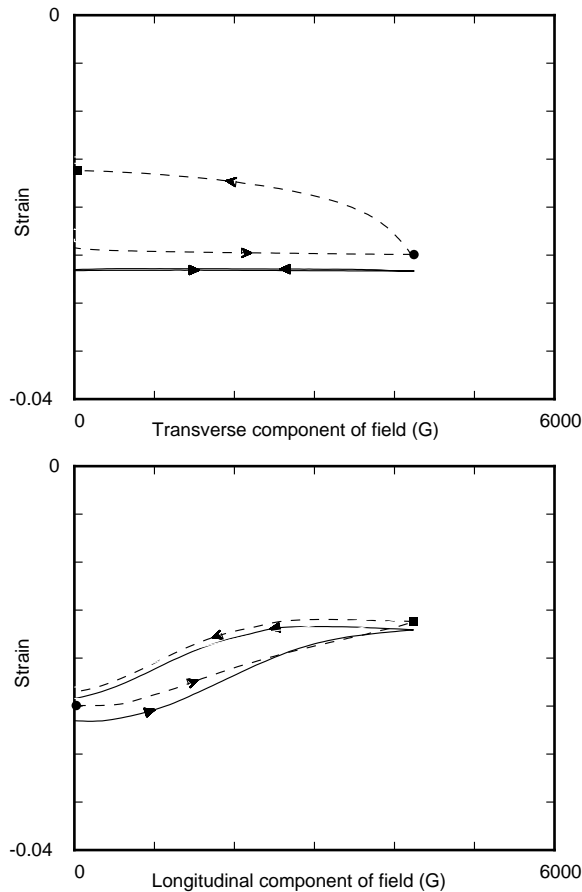 0
Strain
-0.04
0
6000
Transverse component of field (G)
0
Strain
-0.04
0
6000
Longitudinal component of field (G)